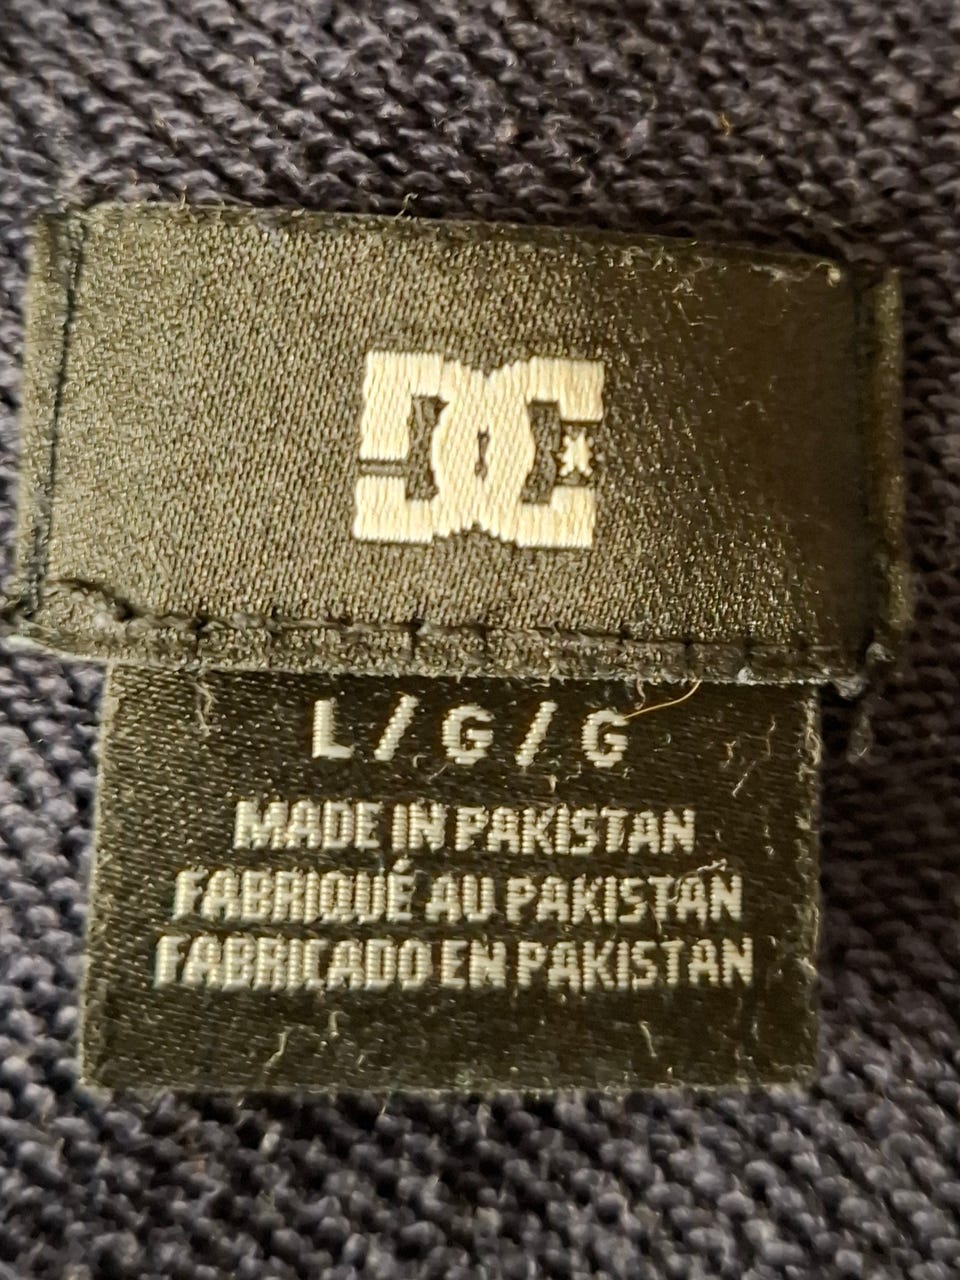 DC
L / G / G
MADE IN PAKISTAN
FABRIQUÉ AU PAKISTAN
FABRICADO EN PAKISTAN